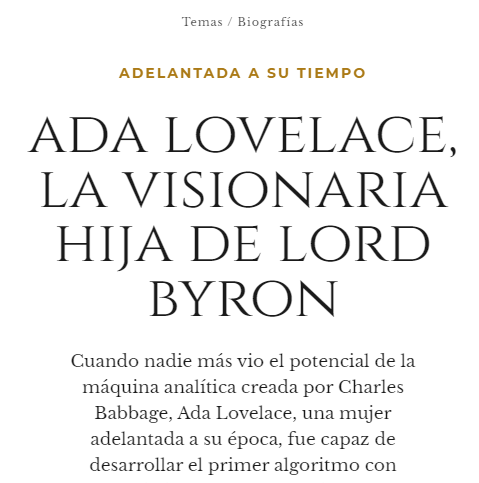 Temas / Biografías
ADELANTADA A SU TIEMPO
ADA LOVELACE,
LA VISIONARIA
HIJA DE LORD
BYRON
Cuando nadie más vio el potencial de la
máquina analítica creada por Charles
Babbage, Ada Lovelace, una mujer
adelantada a su época, fue capaz de
desarrollar el primer algoritmo con